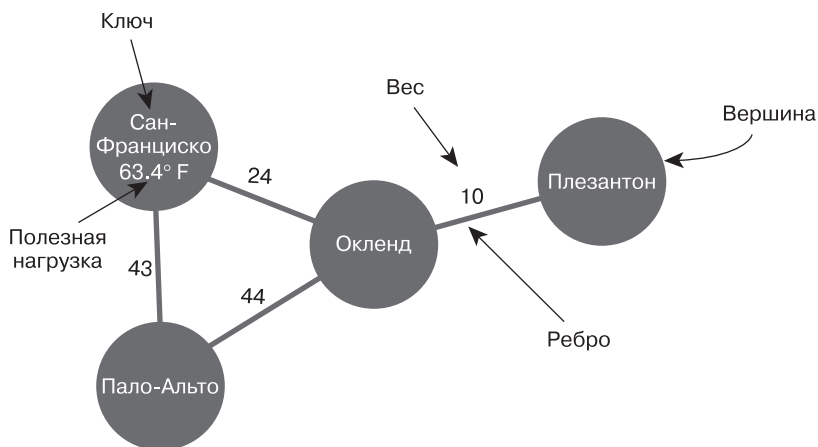 Ключ
Сан-
Франциско
63.4° F
Полезная
нагрузка
24
43
44
Окленд
Пало-Альто
Вес
10
Плезантон
Вершина
Ребро